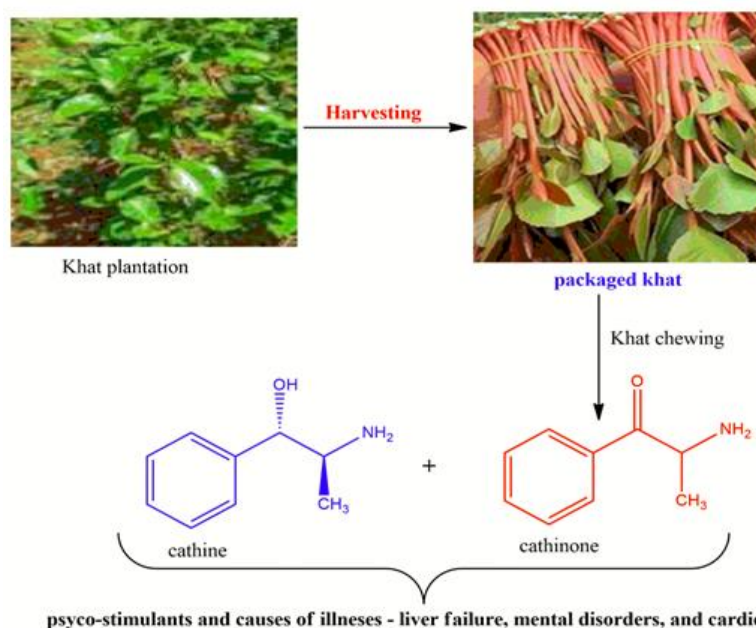 Harvesting
Khat plantation
packaged khat
Khat chewing
OH
NH₂
CH₃
+
O
NH₂
CH₃
cathine
cathinone
psyco-stimulants and causes of illneses - liver failure, mental disorders, and cardi